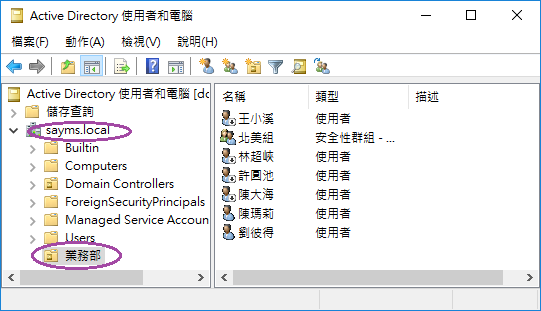 Active Directory 使用者和電腦
檔案(F) 動作(A) 檢視(V) 說明(H)
Active Directory 使用者和電腦 [dc
儲存查詢
sayms.local
Builtin
Computers
Domain Controllers
ForeignSecurityPrincipals
Managed Service Accoun
Users
業務部
名稱 類型 描述
王小溪 使用者
北美組 安全性群組 - ...
林超峽 使用者
許圓池 使用者
陳大海 使用者
陳瑪莉 使用者
劉彼得 使用者